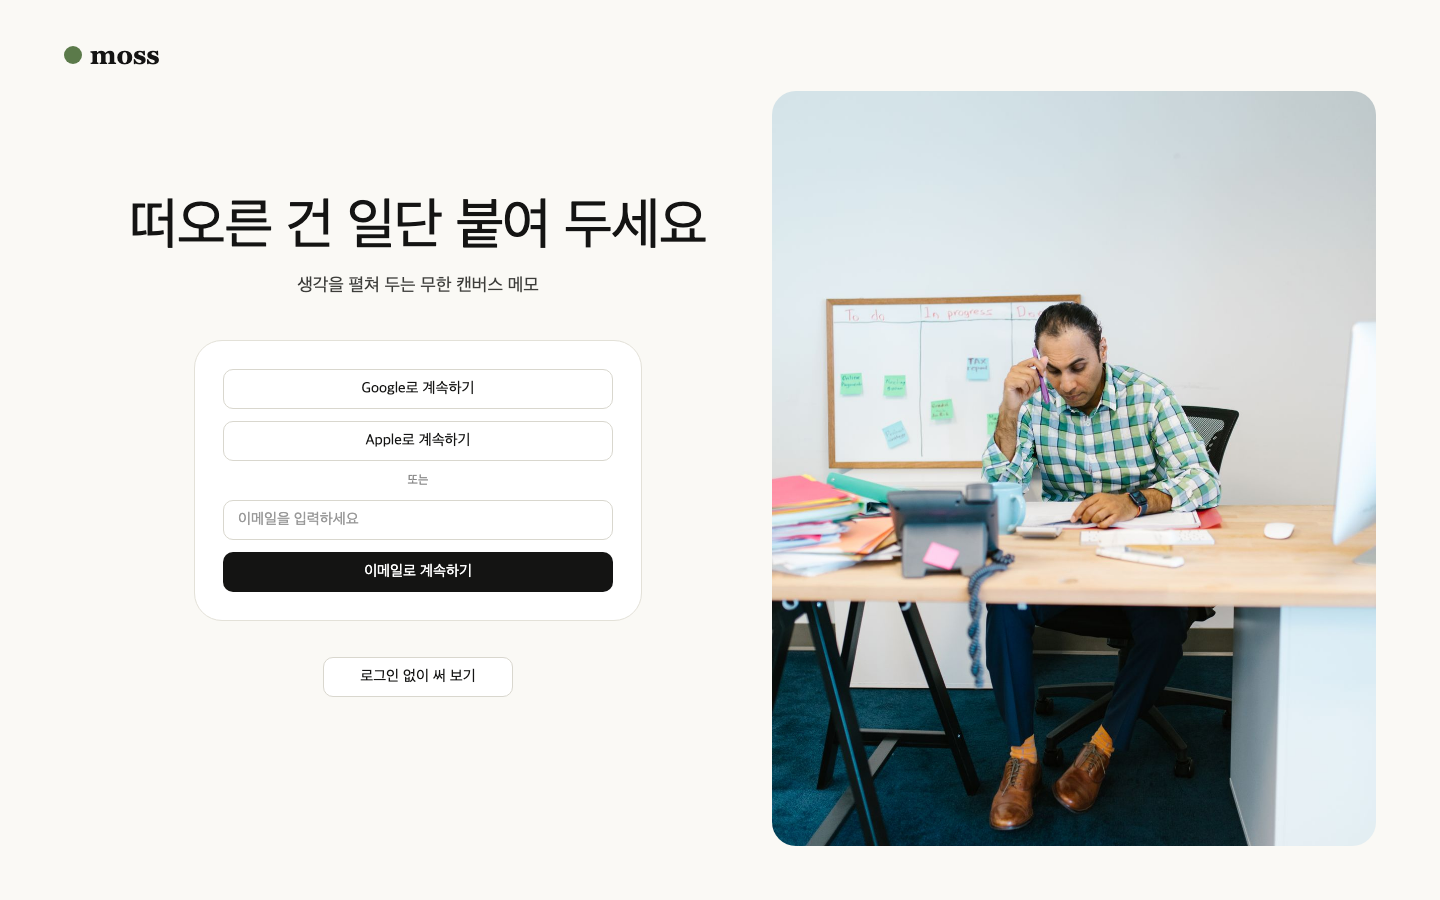 moss
떠오른 건 일단 붙여 두세요
생각을 펼쳐 두는 무한 캔버스 메모
Google로 계속하기
Apple로 계속하기
또는
이메일을 입력하세요
이메일로 계속하기
로그인 없이 써 보기
To do
In progress
TAX